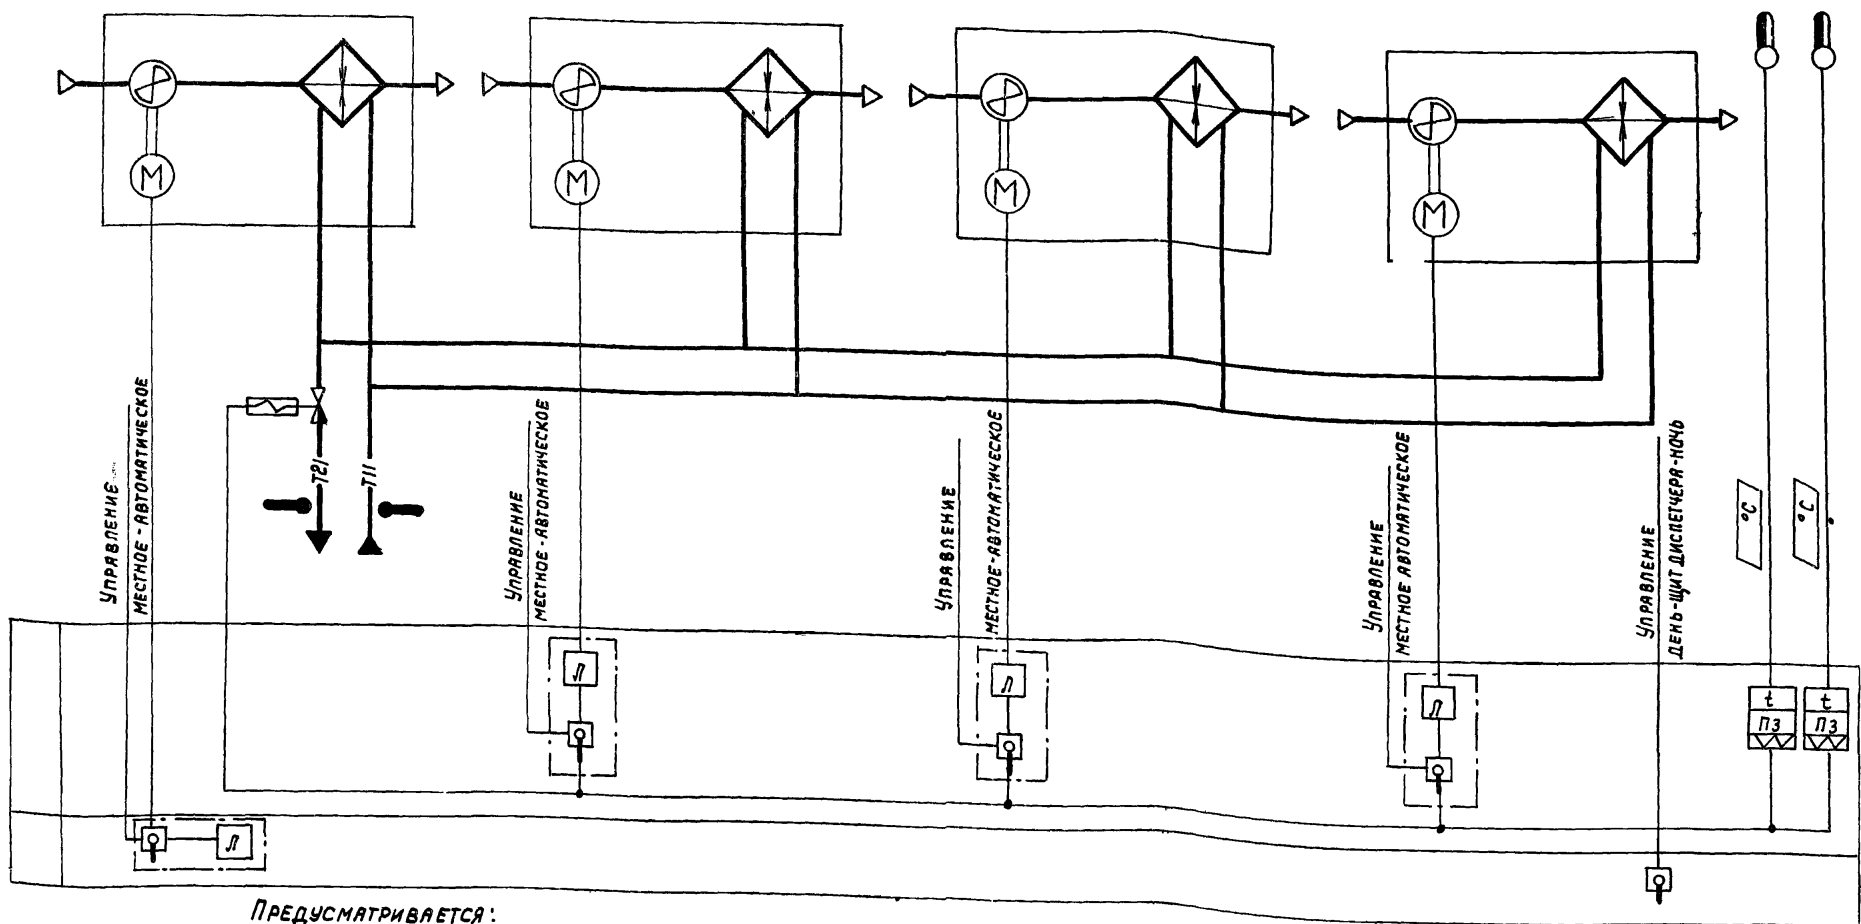 M
M
M
M
Управление
местное-автоматическое
Т21
Т11
Управление
местное-автоматическое
Управление
местное-автоматическое
Управление
местное автоматическое
Управление
день-щит диспетчера-ночь
°C
°C
Л
Л
Л
t
ПЗ
t
ПЗ
Л
Предусматривается: